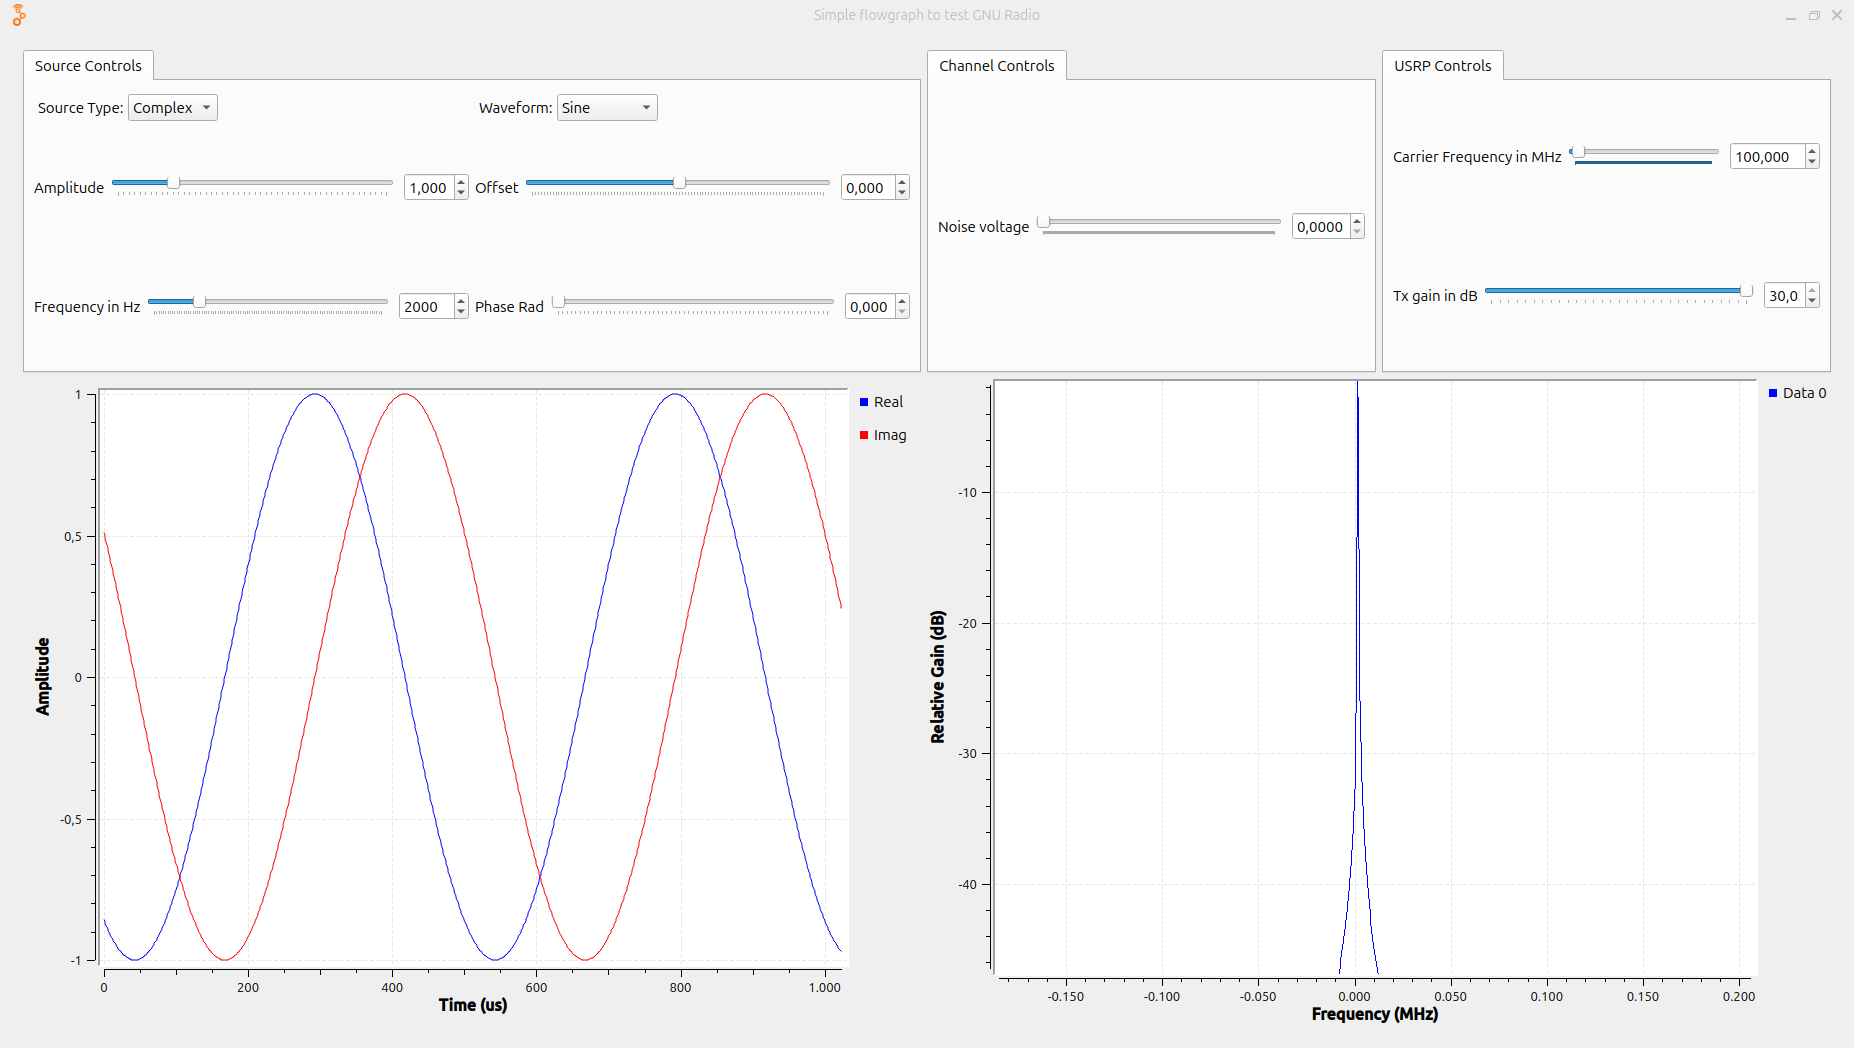 Simple flowgraph to test GNU Radio
Source Controls
Source Type: Complex
Waveform: Sine
Amplitude
1,000
Offset
0,000
Frequency in Hz
2000
Phase Rad
0,000
Channel Controls
Noise voltage
0,0000
USRP Controls
Carrier Frequency in MHz
100,000
Tx gain in dB
30,0
1
0,5
0
-0,5
-1
Amplitude
0 200 400 600 800 1.000
Time (us)
Real
Imag
-10
-20
-30
-40
Relative Gain (dB)
-0.150 -0.100 -0.050 0.000 0.050 0.100 0.150 0.200
Frequency (MHz)
Data 0